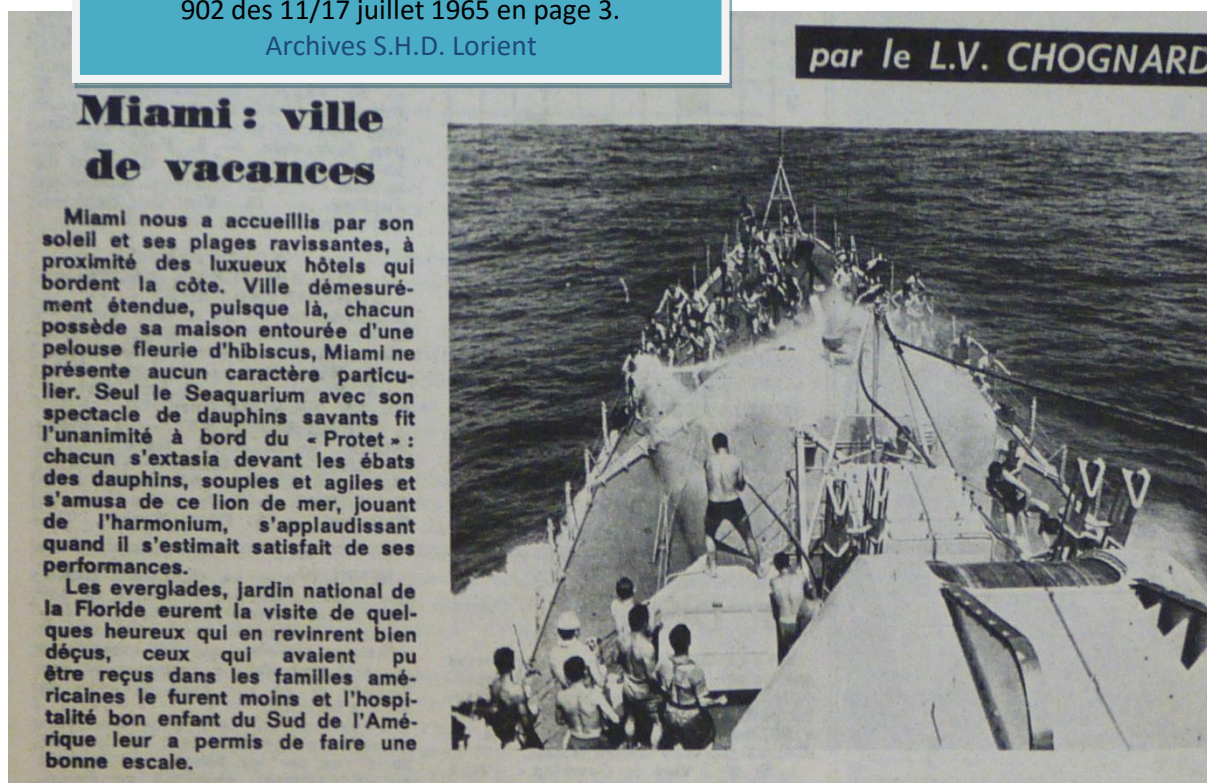 902 des 11/17 juillet 1965 en page 3.
Archives S.H.D. Lorient
par le L.V. CHOGNARD
Miami : ville
de vacances
Miami nous a accueillis par son
soleil et ses plages ravissantes, à
proximité des luxueux hôtels qui
bordent la côte. Ville démesuré-
ment étendue, puisque là, chacun
possède sa maison entourée d'une
pelouse fleurie d'hibiscus, Miami ne
présente aucun caractère particu-
lier. Seul le Seaquarium avec son
spectacle de dauphins savants fit
l'unanimité à bord du « Protet » :
chacun s'extasia devant les ébats
des dauphins, souples et agiles et
s'amusa de ce lion de mer, jouant
de l'harmonium, s'applaudissant
quand il s'estimait satisfait de ses
performances.
Les everglades, jardin national de
la Floride eurent la visite de quel-
ques heureux qui en revinrent bien
déçus, ceux qui avaient pu
être reçus dans les familles amé-
ricaines le furent moins et l'hospi-
talité bon enfant du Sud de l'Amé-
rique leur a permis de faire une
bonne escale.